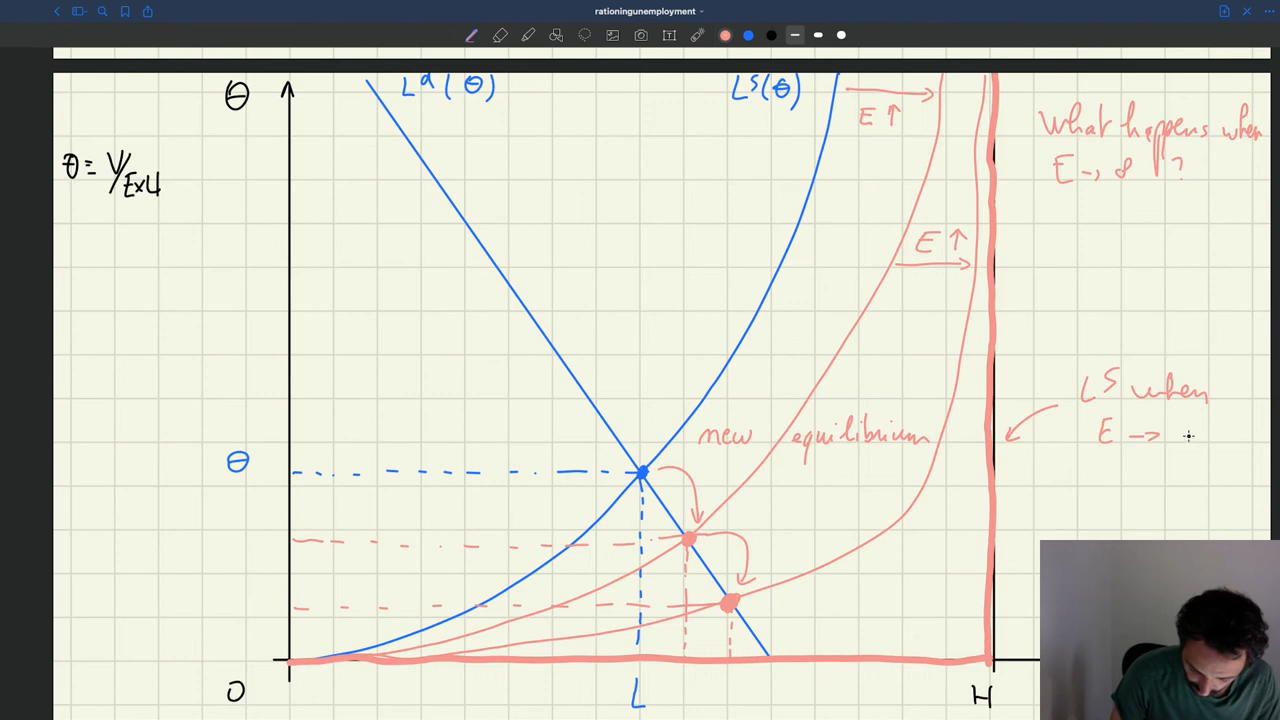 rationingunemployment
θ
L^d(θ)
L^s(θ)
E ↑
What happens when
E → ∞ ?
θ = V/E×U
E ↑
L^S when
E →
new equilibrium
θ
O
L
H